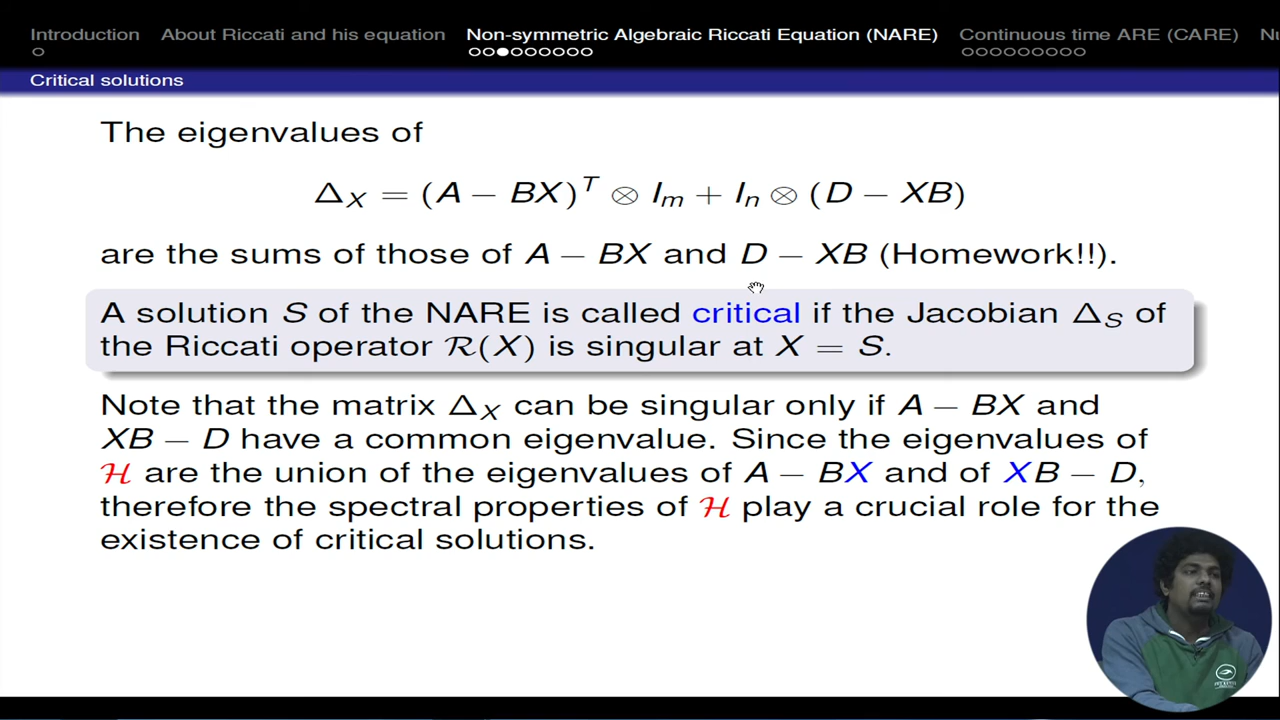 Introduction About Riccati and his equation Non-symmetric Algebraic Riccati Equation (NARE) Continuous time ARE (CARE)
Critical solutions
The eigenvalues of
Δ_X = (A − BX)^T ⊗ I_m + I_n ⊗ (D − XB)
are the sums of those of A − BX and D − XB (Homework!!).
A solution S of the NARE is called critical if the Jacobian Δ_S of
the Riccati operator ℛ(X) is singular at X = S.
Note that the matrix Δ_X can be singular only if A − BX and
XB − D have a common eigenvalue. Since the eigenvalues of
ℋ are the union of the eigenvalues of A − BX and of XB − D,
therefore the spectral properties of ℋ play a crucial role for the
existence of critical solutions.